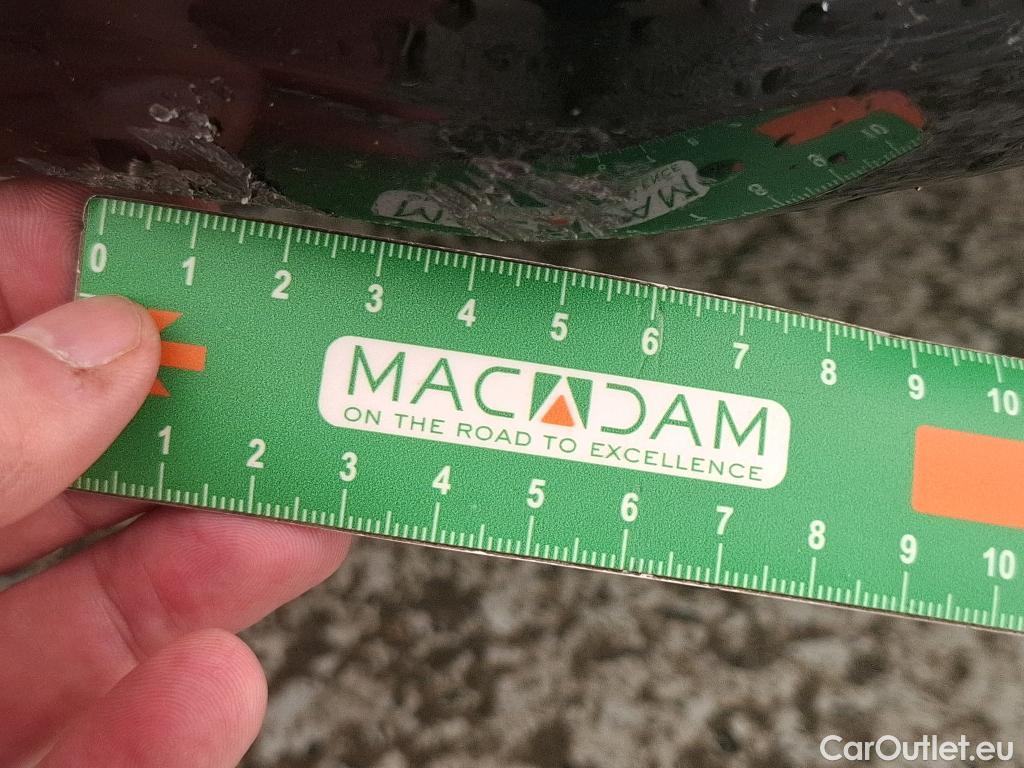 0 1 2 3 4 5 6 7 8 9 10
MACADAM
ON THE ROAD TO EXCELLENCE
1 2 3 4 5 6 7 8 9 10
CarOutlet.eu